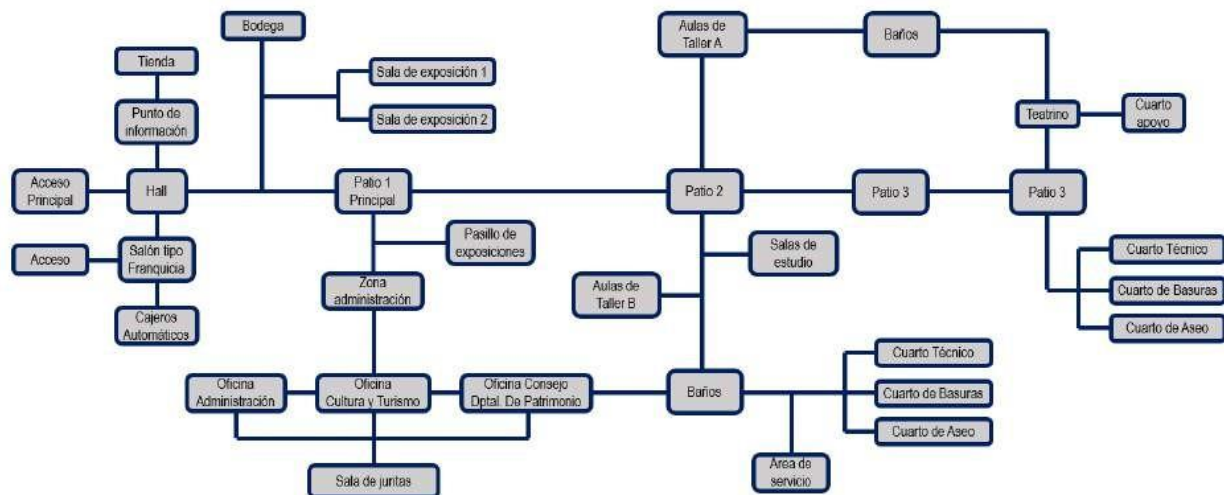 Bodega
Aulas de
Taller A
Baños
Tienda
Sala de exposición 1
Sala de exposición 2
Punto de
información
Teatrino
Cuarto
apoyo
Acceso
Principal
Hall
Patio 1
Principal
Patio 2
Patio 3
Patio 3
Acceso
Salón tipo
Franquicia
Pasillo de
exposiciones
Salas de
estudio
Cuarto Técnico
Cuarto de Basuras
Cuarto de Aseo
Zona
administración
Aulas de
Taller B
Cajeros
Automáticos
Oficina
Administración
Oficina
Cultura y Turismo
Oficina Consejo
Dptal. De Patrimonio
Baños
Cuarto Técnico
Cuarto de Basuras
Cuarto de Aseo
Sala de juntas
Area de
servicio